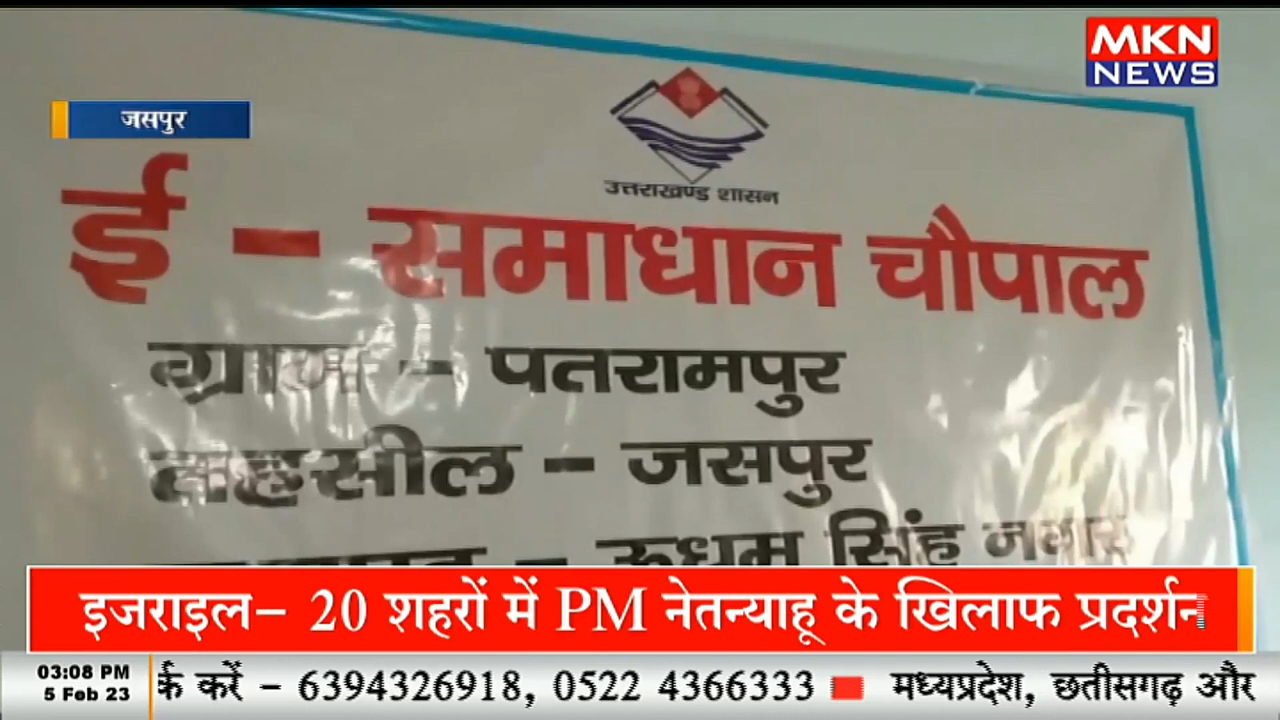 MKN
NEWS
जसपुर
उत्तराखण्ड शासन
ई - समाधान चौपाल
ग्राम - पतरामपुर
तहसील - जसपुर
- ऊधम सिंह नगर
इजराइल- 20 शहरों में PM नेतन्याहू के खिलाफ प्रदर्शन
03:08 PM
5 Feb 23
र्क करें - 6394326918, 0522 4366333 ■ मध्यप्रदेश, छतीसगढ़ और